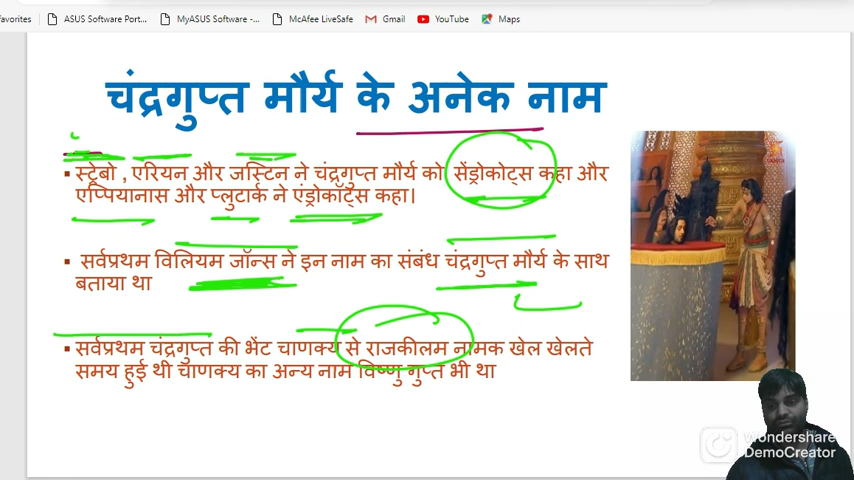 avorites ASUS Software Port... MyASUS Software -... McAfee LiveSafe Gmail YouTube Maps
चंद्रगुप्त मौर्य के अनेक नाम
▪ स्ट्रेबो , एरियन और जस्टिन ने चंद्रगुप्त मौर्य को सेंड्रोकोट्स कहा और
एप्पियानास और प्लुटार्क ने एंड्रोकॉट्स कहा।
▪ सर्वप्रथम विलियम जॉन्स ने इन नाम का संबंध चंद्रगुप्त मौर्य के साथ
बताया था
▪ सर्वप्रथम चंद्रगुप्त की भेंट चाणक्य से राजकीलम नामक खेल खेलते
समय हुई थी चाणक्य का अन्य नाम विष्णु गुप्त भी था
Wondershare
DemoCreator